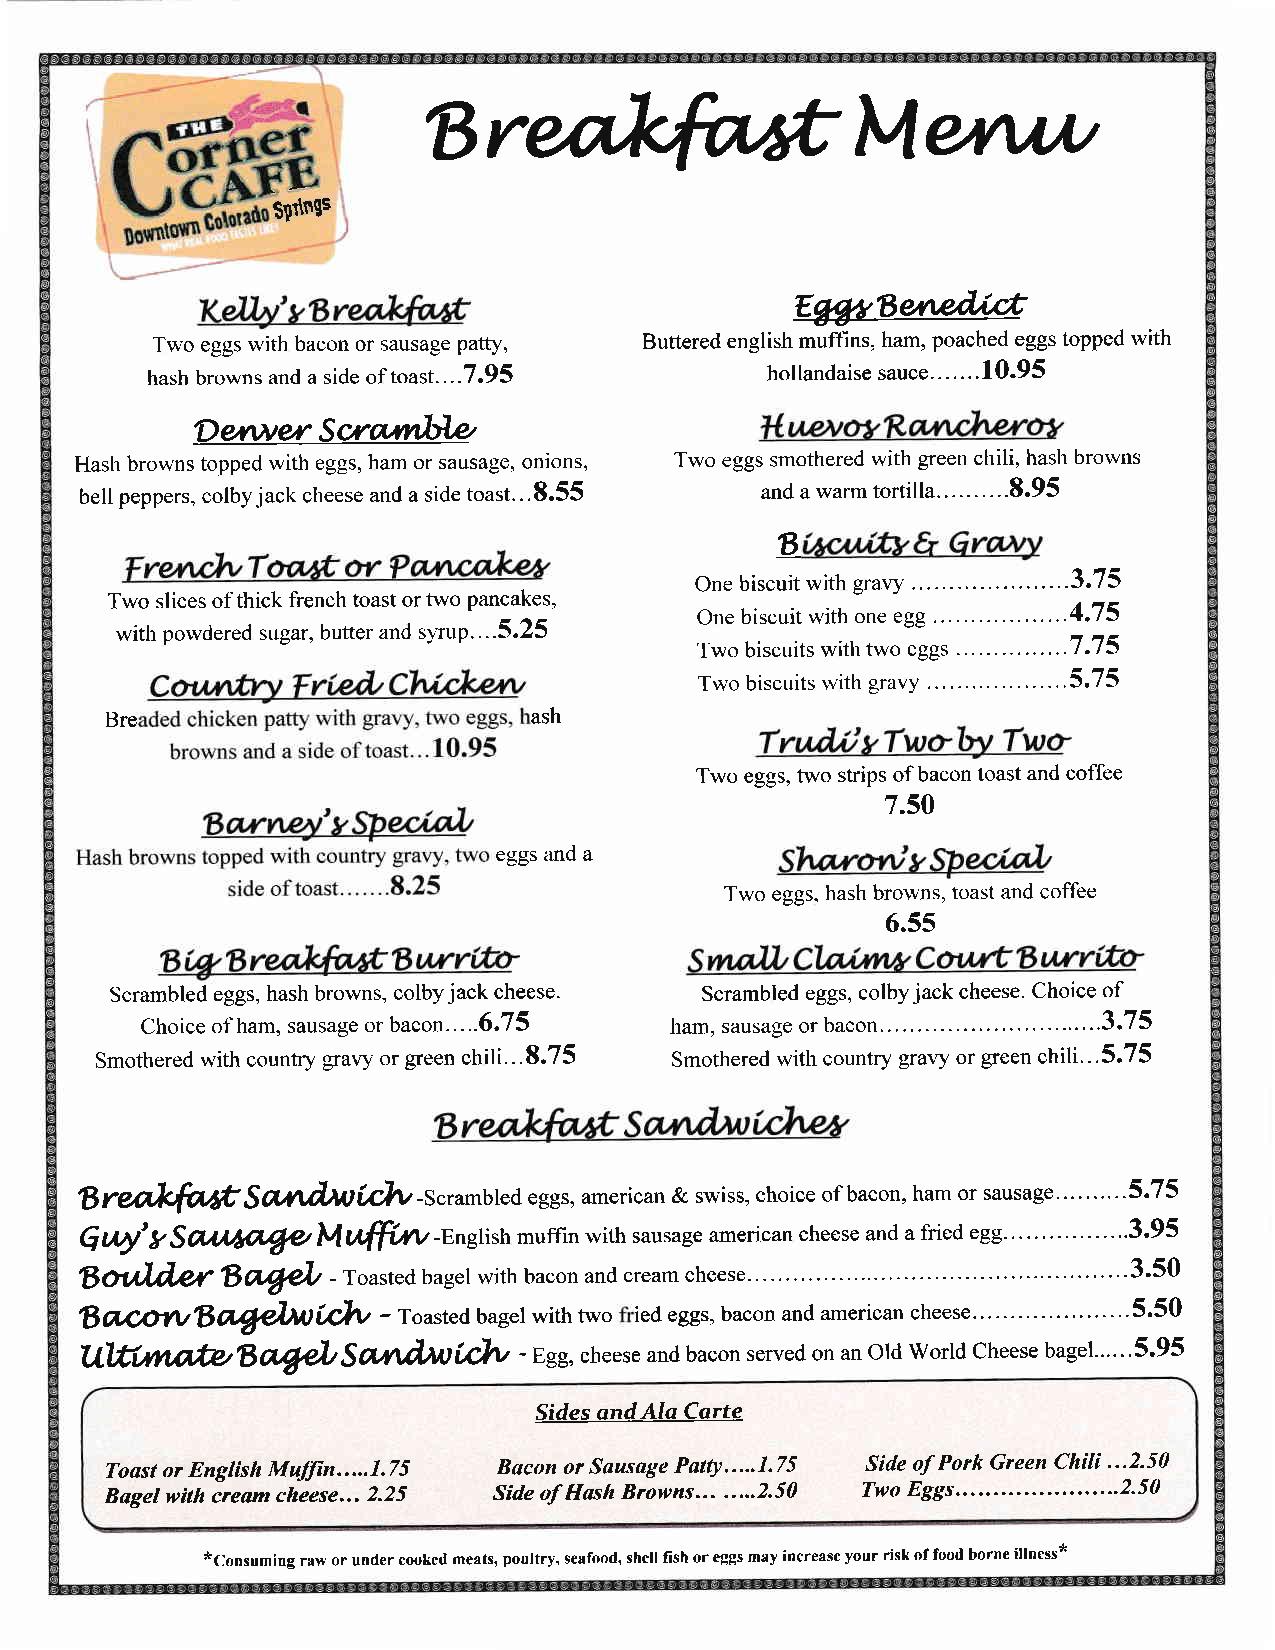 THE
Corner
CAFE
Downtown Colorado Springs
WHAT REAL FOOD TASTES LIKE!
Breakfast Menu
Kelly's Breakfast
Two eggs with bacon or sausage patty,
hash browns and a side of toast....7.95
Denver Scramble
Hash browns topped with eggs, ham or sausage, onions,
bell peppers, colby jack cheese and a side toast...8.55
French Toast or Pancakes
Two slices of thick french toast or two pancakes,
with powdered sugar, butter and syrup....5.25
Country Fried Chicken
Breaded chicken patty with gravy, two eggs, hash
browns and a side of toast...10.95
Barney's Special
Hash browns topped with country gravy, two eggs and a
side of toast.......8.25
Big Breakfast Burrito
Scrambled eggs, hash browns, colby jack cheese.
Choice of ham, sausage or bacon.....6.75
Smothered with country gravy or green chili...8.75
Eggs Benedict
Buttered english muffins, ham, poached eggs topped with
hollandaise sauce.......10.95
Huevos Rancheros
Two eggs smothered with green chili, hash browns
and a warm tortilla..........8.95
Biscuits & Gravy
One biscuit with gravy .....................3.75
One biscuit with one egg ..................4.75
Two biscuits with two eggs ...............7.75
Two biscuits with gravy ...................5.75
Trudi's Two by Two
Two eggs, two strips of bacon toast and coffee
7.50
Sharon's Special
Two eggs, hash browns, toast and coffee
6.55
Small Claims Court Burrito
Scrambled eggs, colby jack cheese. Choice of
ham, sausage or bacon..............................3.75
Smothered with country gravy or green chili...5.75
Breakfast Sandwiches
Breakfast Sandwich -Scrambled eggs, american & swiss, choice of bacon, ham or sausage..........5.75
Guy's Sausage Muffin -English muffin with sausage american cheese and a fried egg.................3.95
Boulder Bagel - Toasted bagel with bacon and cream cheese...................................................3.50
Bacon Bagelwich - Toasted bagel with two fried eggs, bacon and american cheese.....................5.50
Ultimate Bagel Sandwich - Egg, cheese and bacon served on an Old World Cheese bagel......5.95
Sides and Ala Carte
Toast or English Muffin.....1.75 Bacon or Sausage Patty.....1.75 Side of Pork Green Chili ...2.50
Bagel with cream cheese... 2.25 Side of Hash Browns... .....2.50 Two Eggs......................2.50
*Consuming raw or under cooked meats, poultry, seafood, shell fish or eggs may increase your risk of food borne illness*